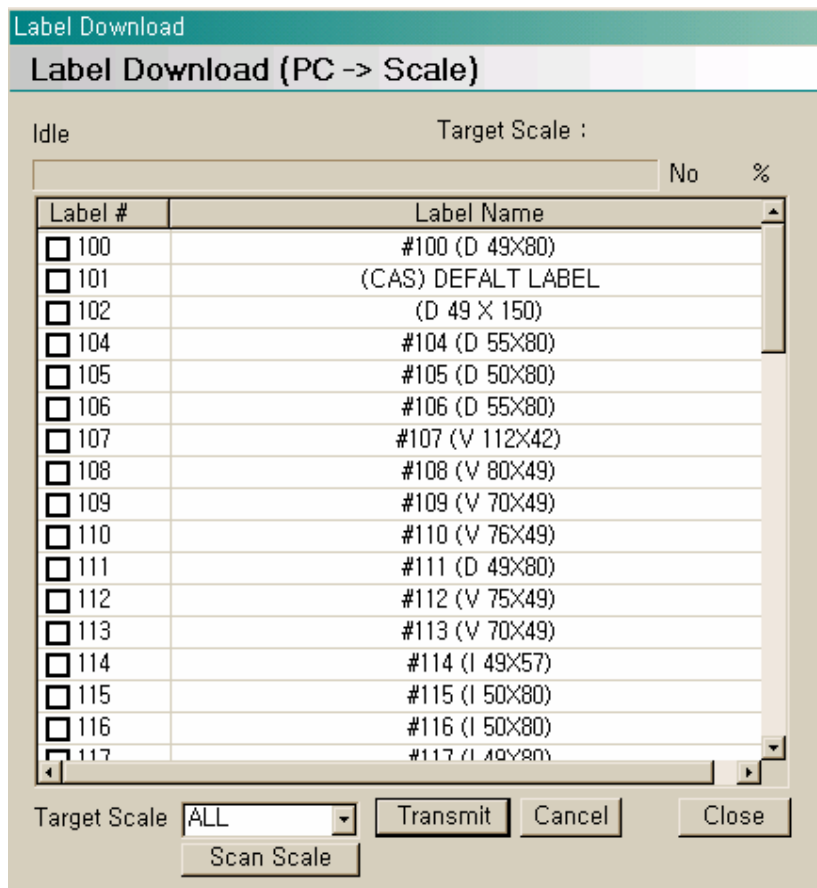 Label Download
Label Download (PC -> Scale)
Idle Target Scale :
No %
Label # Label Name
100 #100 (D 49X80)
101 (CAS) DEFALT LABEL
102 (D 49 X 150)
104 #104 (D 55X80)
105 #105 (D 50X80)
106 #106 (D 55X80)
107 #107 (V 112X42)
108 #108 (V 80X49)
109 #109 (V 70X49)
110 #110 (V 76X49)
111 #111 (D 49X80)
112 #112 (V 75X49)
113 #113 (V 70X49)
114 #114 (I 49X57)
115 #115 (I 50X80)
116 #116 (I 50X80)
117 #117 (I 49X80)
Target Scale ALL Transmit Cancel Close
Scan Scale